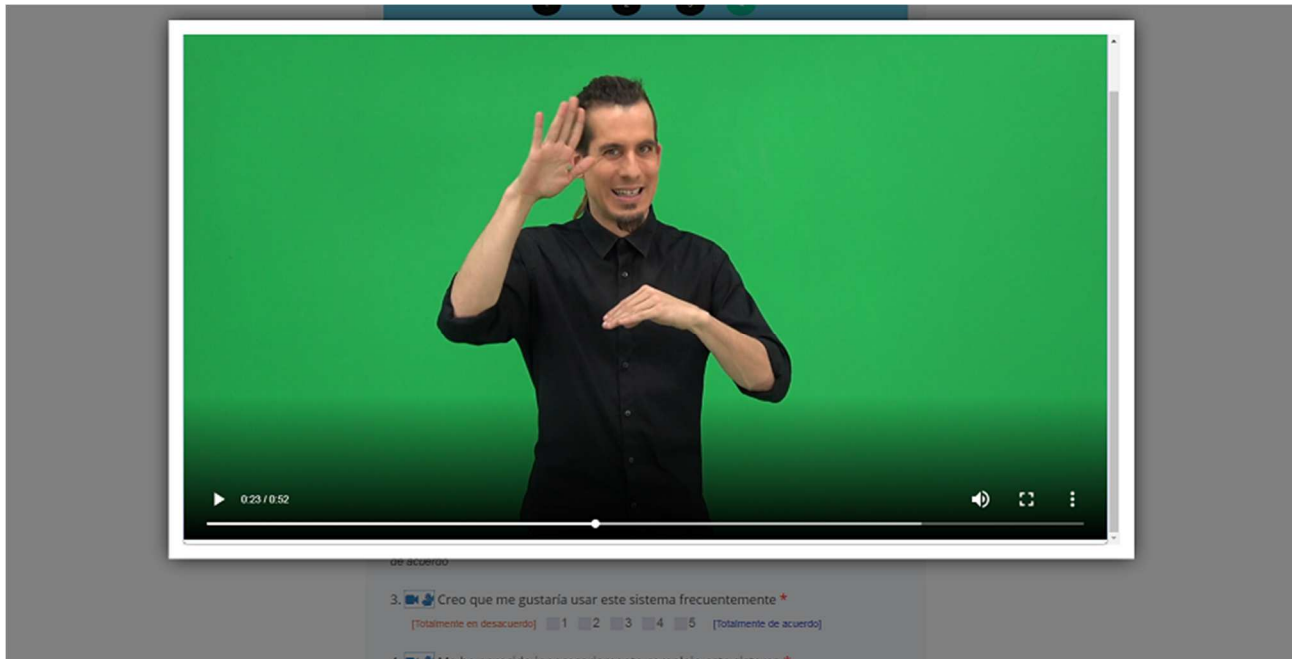 0:23 / 0:52
de acuerdo
3. Creo que me gustaría usar este sistema frecuentemente *
[Totalmente en desacuerdo] 1 2 3 4 5 [Totalmente de acuerdo]